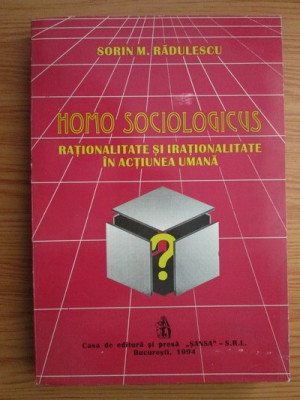 SORIN M. RĂDULESCU
HOMO SOCIOLOGICUS
RAȚIONALITATE ȘI IRAȚIONALITATE
ÎN ACȚIUNEA UMANĂ
?
Casa de editură și presă „ȘANSA" - S.R.L.
București, 1994